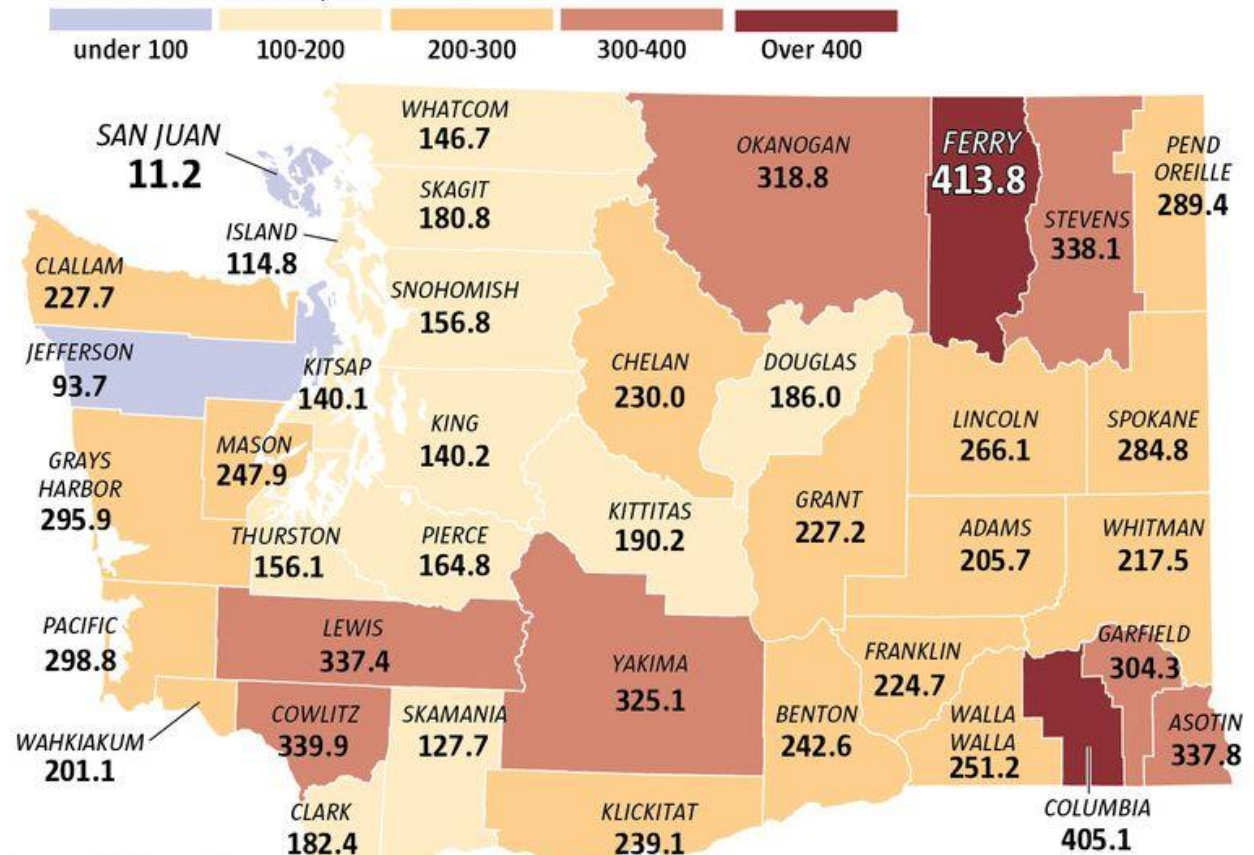 under 100
100-200
200-300
300-400
Over 400
WHATCOM
146.7
SAN JUAN
11.2
SKAGIT
180.8
ISLAND
114.8
OKANOGAN
318.8
FERRY
413.8
STEVENS
338.1
PEND
OREILLE
289.4
CLALLAM
227.7
SNOHOMISH
156.8
JEFFERSON
93.7
KITSAP
140.1
CHELAN
230.0
DOUGLAS
186.0
KING
140.2
MASON
247.9
GRAYS
HARBOR
295.9
LINCOLN
266.1
SPOKANE
284.8
THURSTON
156.1
PIERCE
164.8
KITTITAS
190.2
GRANT
227.2
ADAMS
205.7
WHITMAN
217.5
PACIFIC
298.8
LEWIS
337.4
YAKIMA
325.1
FRANKLIN
224.7
GARFIELD
304.3
WAHKIAKUM
201.1
COWLITZ
339.9
SKAMANIA
127.7
BENTON
242.6
WALLA
WALLA
251.2
ASOTIN
337.8
CLARK
182.4
KLICKITAT
239.1
COLUMBIA
405.1